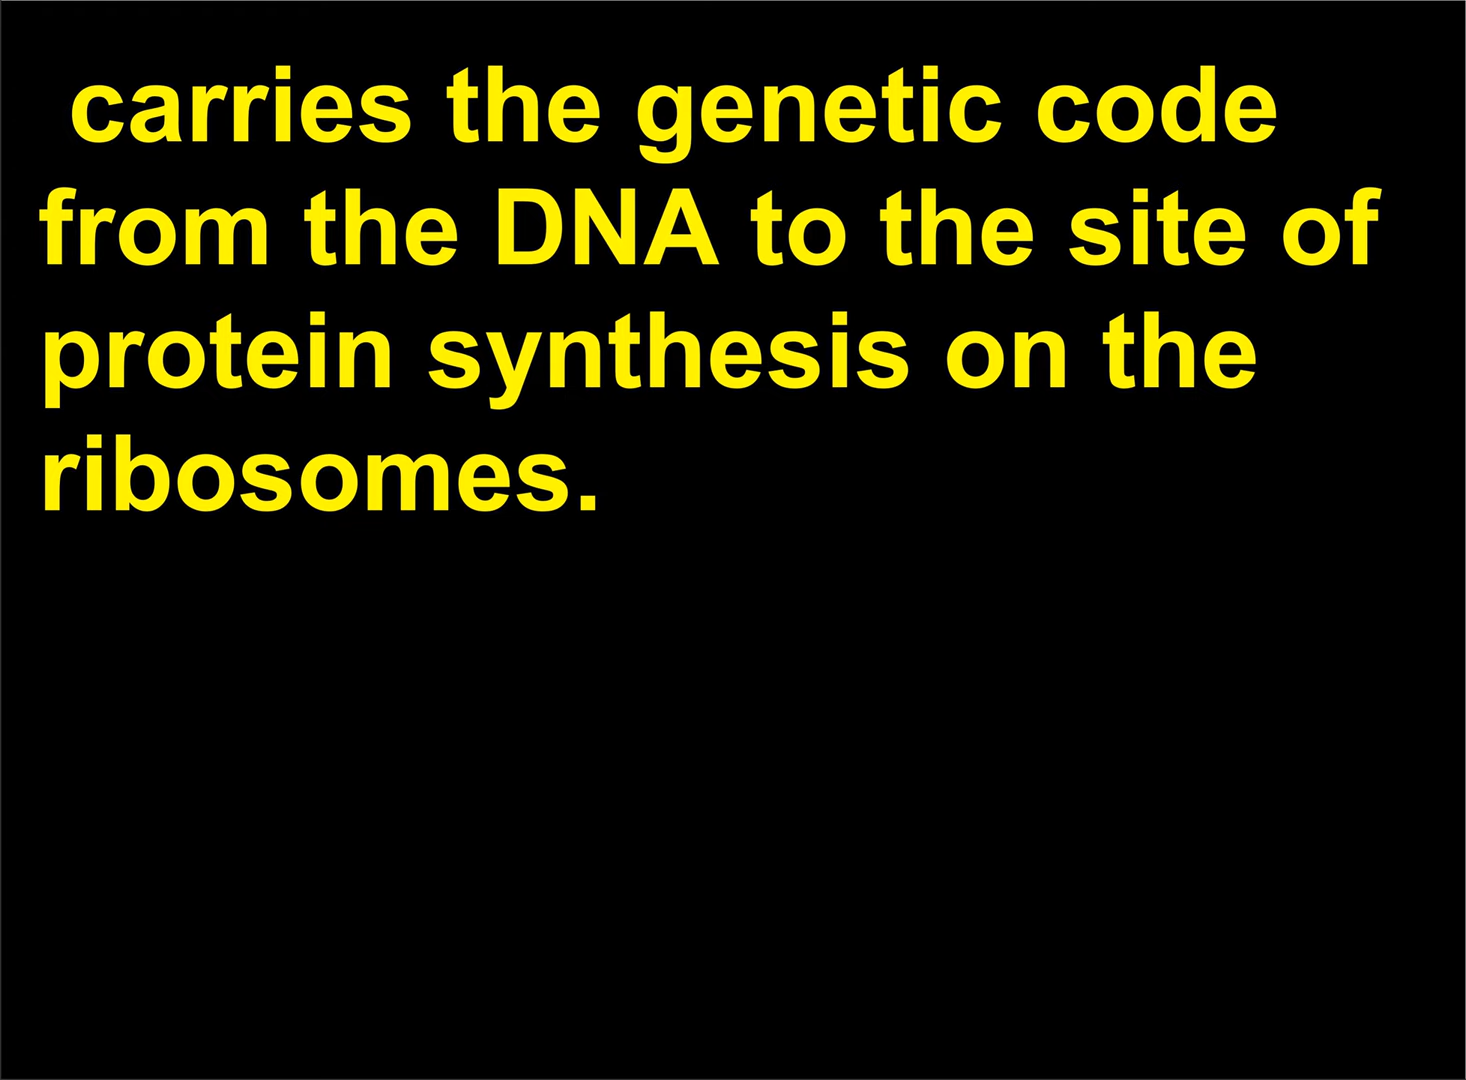 carries the genetic code
from the DNA to the site of
protein synthesis on the
ribosomes.